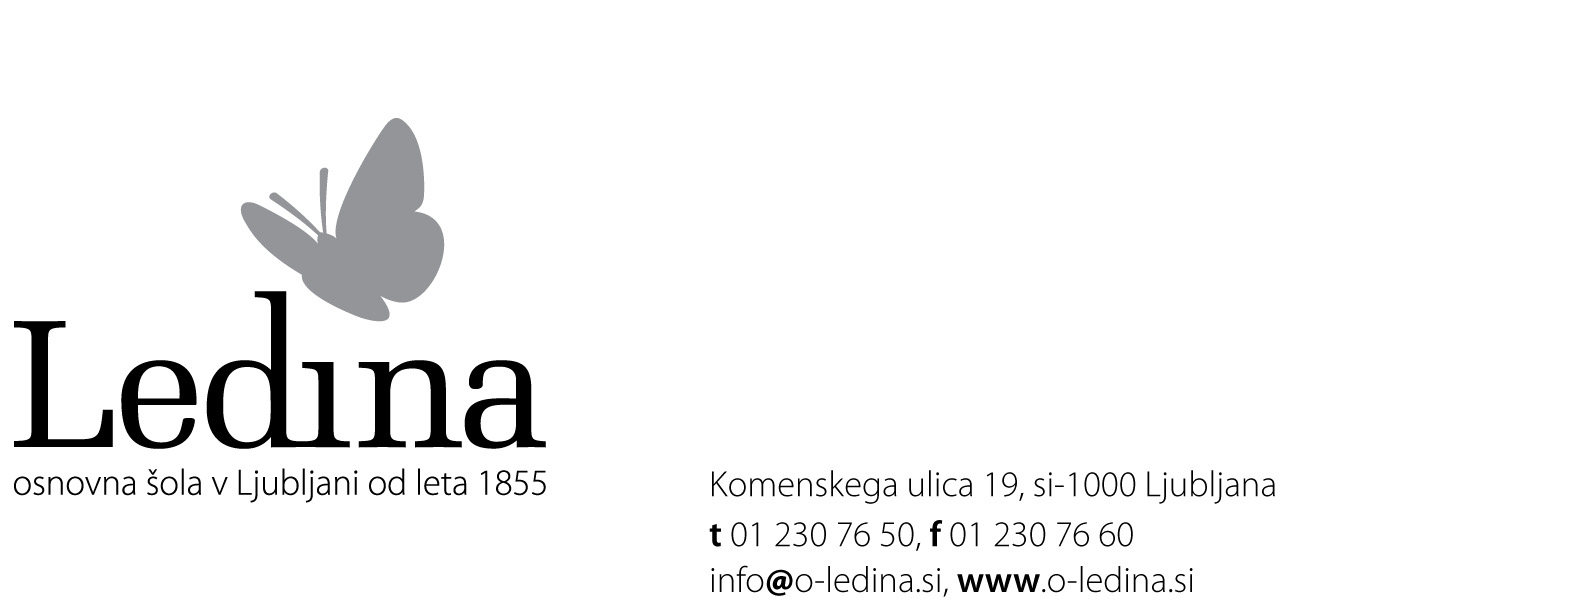 Ledina
osnovna šola v Ljubljani od leta 1855
Komenskega ulica 19, si-1000 Ljubljana
t 01 230 76 50, f 01 230 76 60
info@o-ledina.si, www.o-ledina.si